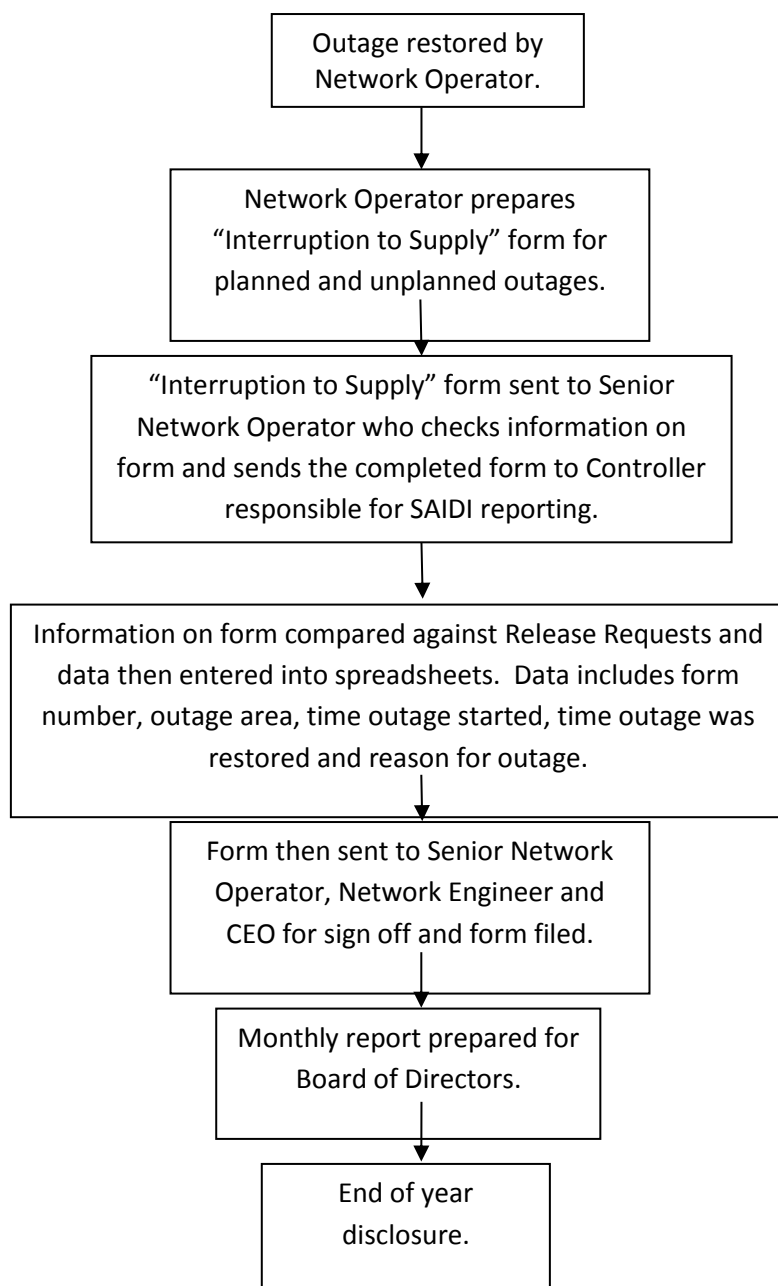 Outage restored by
Network Operator.
Network Operator prepares
“Interruption to Supply” form for
planned and unplanned outages.
“Interruption to Supply” form sent to Senior
Network Operator who checks information on
form and sends the completed form to Controller
responsible for SAIDI reporting.
Information on form compared against Release Requests and
data then entered into spreadsheets.  Data includes form
number, outage area, time outage started, time outage was
restored and reason for outage.
Form then sent to Senior Network
Operator, Network Engineer and
CEO for sign off and form filed.
Monthly report prepared for
Board of Directors.
End of year
disclosure.